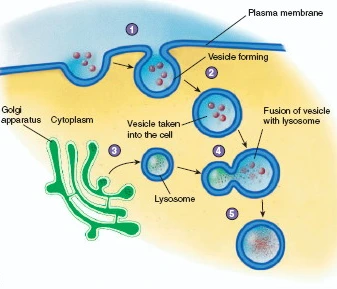 Plasma membrane
1
Vesicle forming
2
Golgi
apparatus
Cytoplasm
Vesicle taken
into the cell
Fusion of vesicle
with lysosome
3
4
Lysosome
5